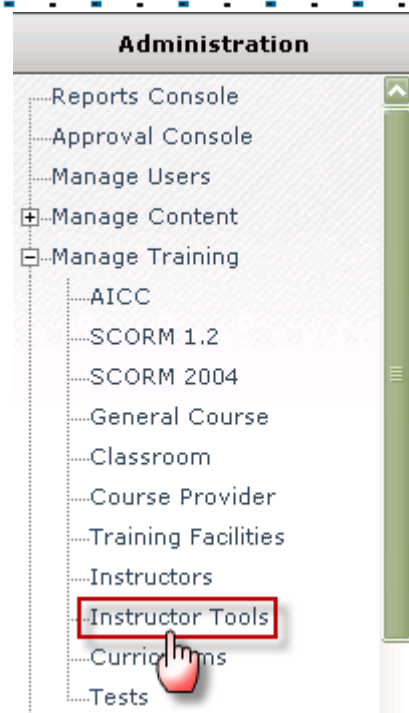 Administration
Reports Console
Approval Console
Manage Users
Manage Content
Manage Training
AICC
SCORM 1.2
SCORM 2004
General Course
Classroom
Course Provider
Training Facilities
Instructors
Instructor Tools
Tests